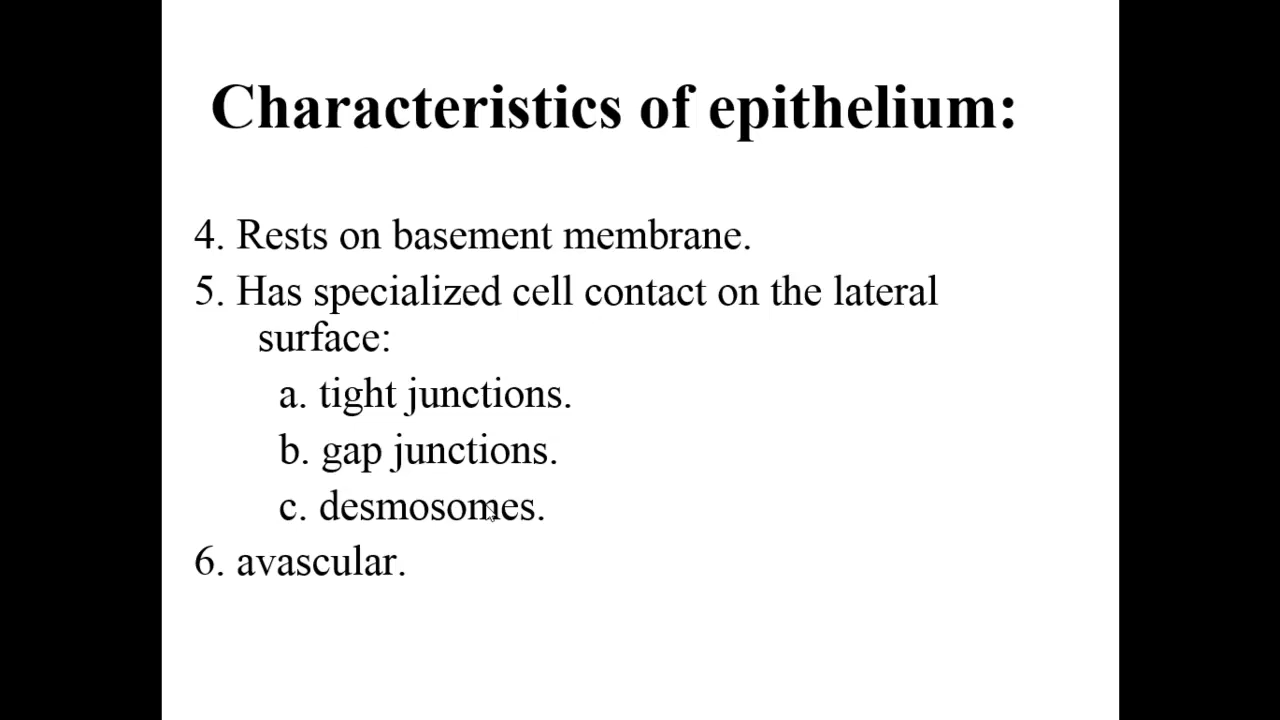 Characteristics of epithelium:
4. Rests on basement membrane.
5. Has specialized cell contact on the lateral
surface:
a. tight junctions.
b. gap junctions.
c. desmosomes.
6. avascular.